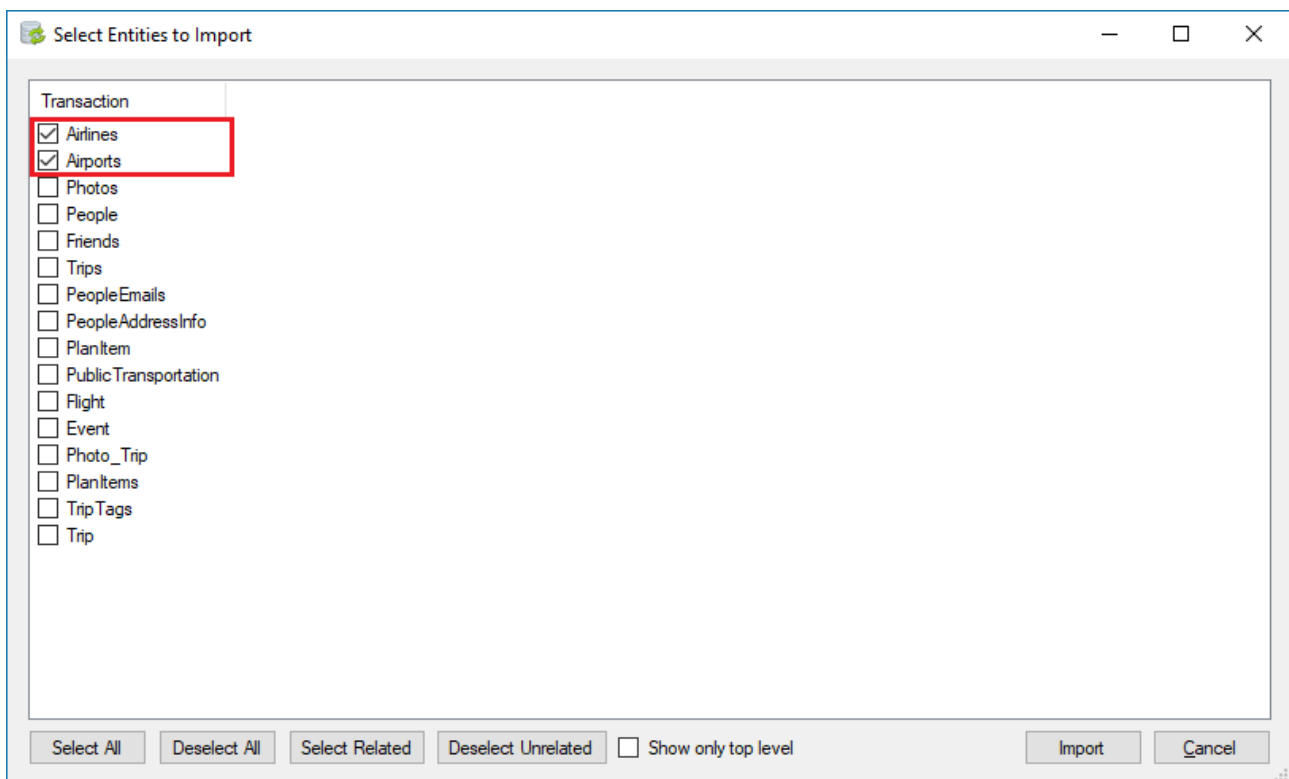 Select Entities to Import
Transaction
Airlines
Airports
Photos
People
Friends
Trips
PeopleEmails
PeopleAddressInfo
PlanItem
PublicTransportation
Flight
Event
Photo_Trip
PlanItems
TripTags
Trip
Select All Deselect All Select Related Deselect Unrelated Show only top level Import Cancel